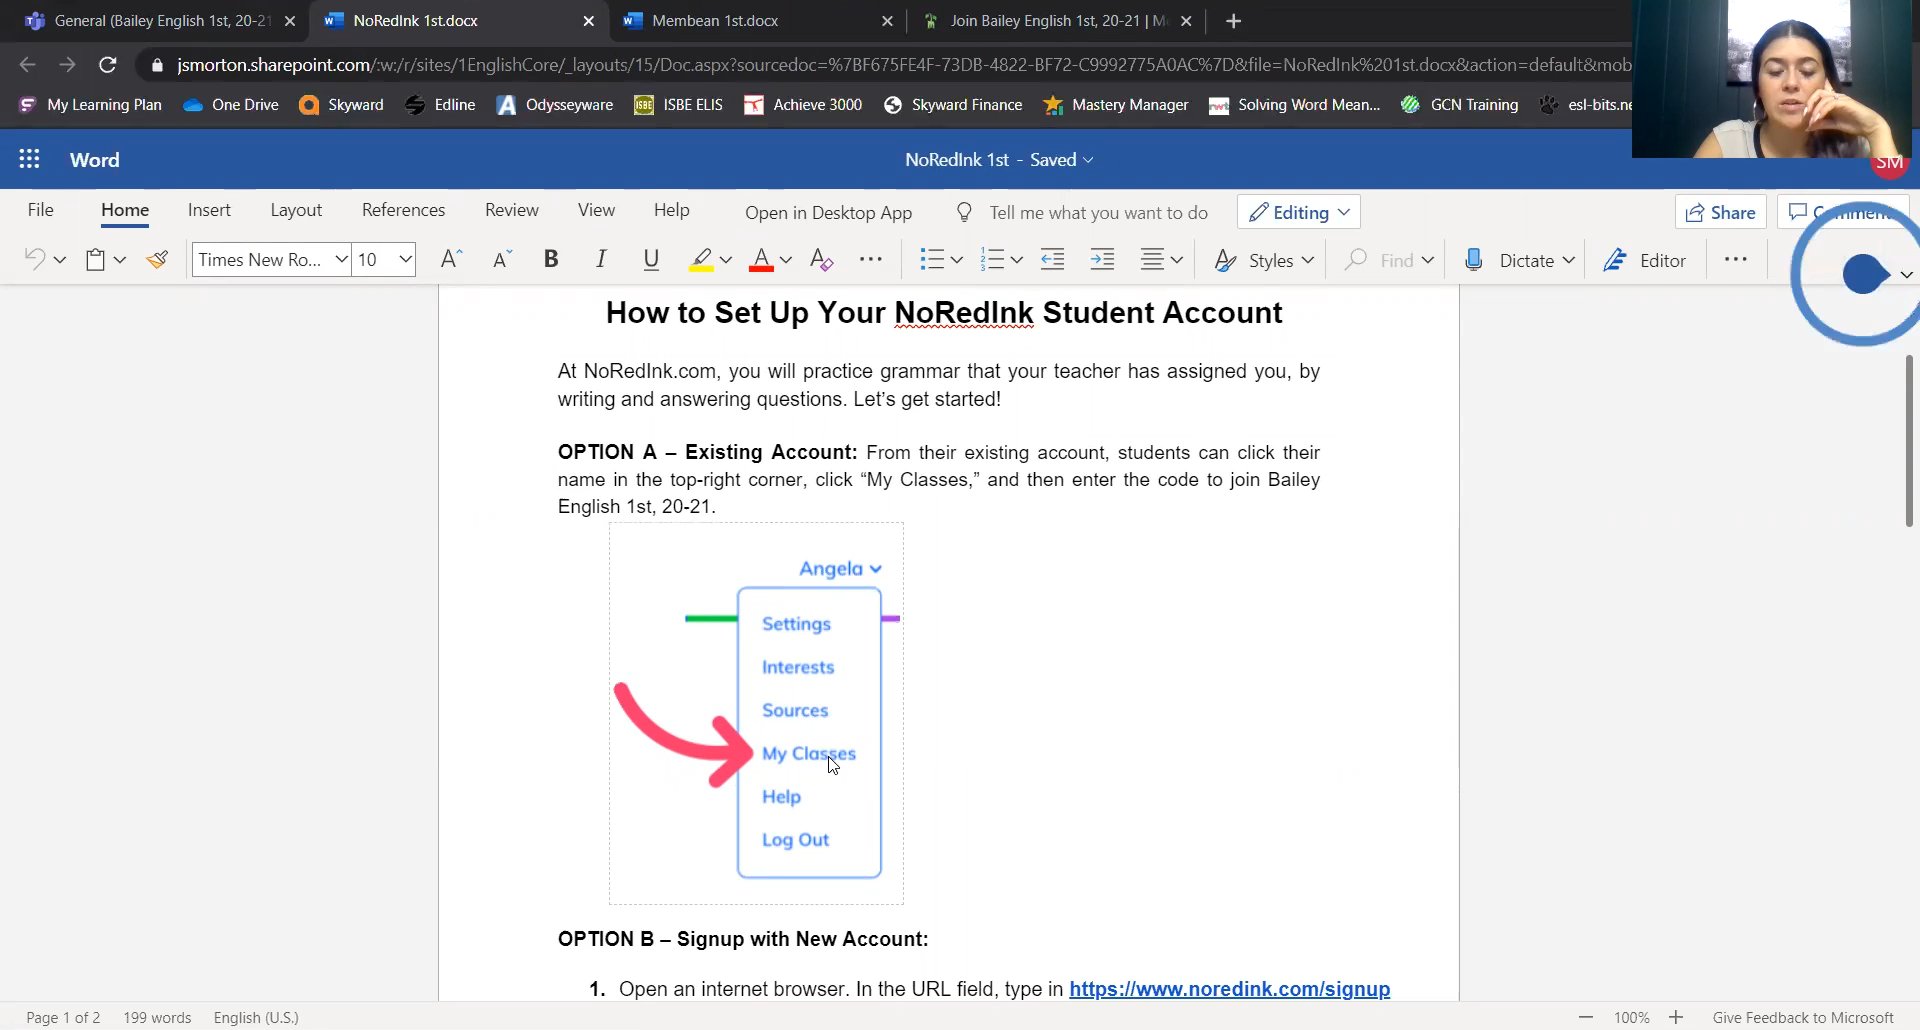 General (Bailey English 1st, 20-21
NoRedInk 1st.docx
Membean 1st.docx
Join Bailey English 1st, 20-21 | M
jsmorton.sharepoint.com/:w:/r/sites/1EnglishCore/_layouts/15/Doc.aspx?sourcedoc=%7BF675FE4F-73DB-4822-BF72-C9992775A0AC%7D&file=NoRedInk%201st.docx&action=default&mob
My Learning Plan
One Drive
Skyward
Edline
Odysseyware
ISBE ELIS
Achieve 3000
Skyward Finance
Mastery Manager
Solving Word Mean...
GCN Training
esl-bits.ne
Word
NoRedInk 1st - Saved
SM
File
Home
Insert
Layout
References
Review
View
Help
Open in Desktop App
Tell me what you want to do
Editing
Share
Comment
Times New Ro...
10
B
I
U
Styles
Find
Dictate
Editor
How to Set Up Your NoRedInk Student Account
At NoRedInk.com, you will practice grammar that your teacher has assigned you, by
writing and answering questions. Let’s get started!
OPTION A – Existing Account: From their existing account, students can click their
name in the top-right corner, click “My Classes,” and then enter the code to join Bailey
English 1st, 20-21.
Angela
Settings
Interests
Sources
My Classes
Help
Log Out
OPTION B – Signup with New Account:
1. Open an internet browser. In the URL field, type in https://www.noredink.com/signup
Page 1 of 2
199 words
English (U.S.)
100%
Give Feedback to Microsoft